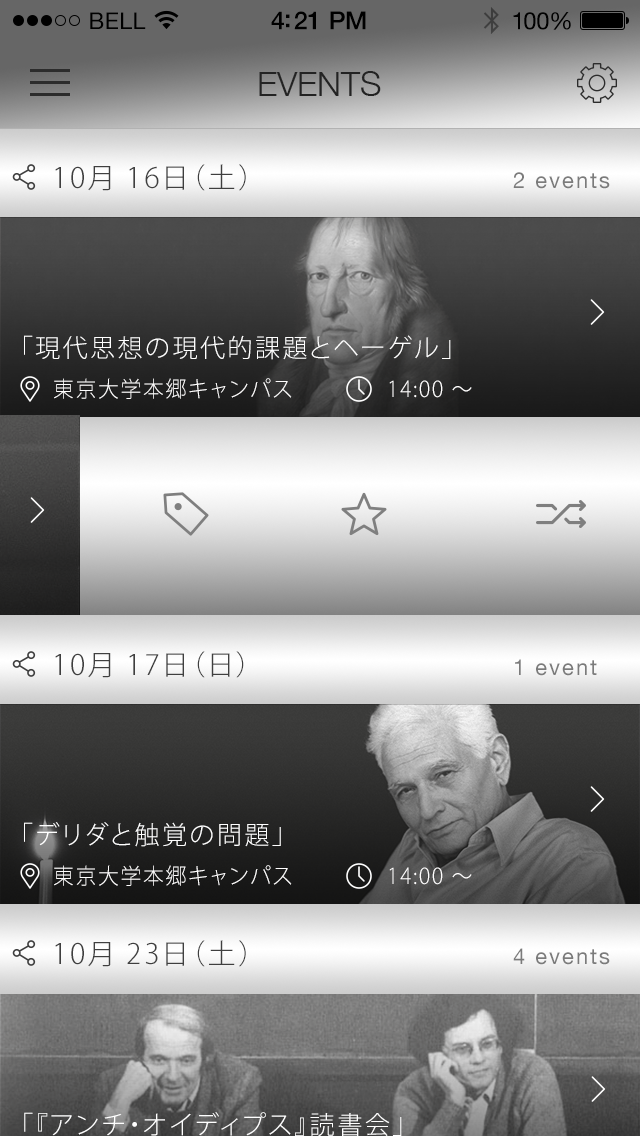 BELL 4:21 PM 100%
EVENTS
10月 16日（土） 2 events
「現代思想の現代的課題とヘーゲル」
東京大学本郷キャンパス 14:00 〜
10月 17日（日） 1 event
「デリダと触覚の問題」
東京大学本郷キャンパス 14:00 〜
10月 23日（土） 4 events
「『アンチ・オイディプス』読書会」